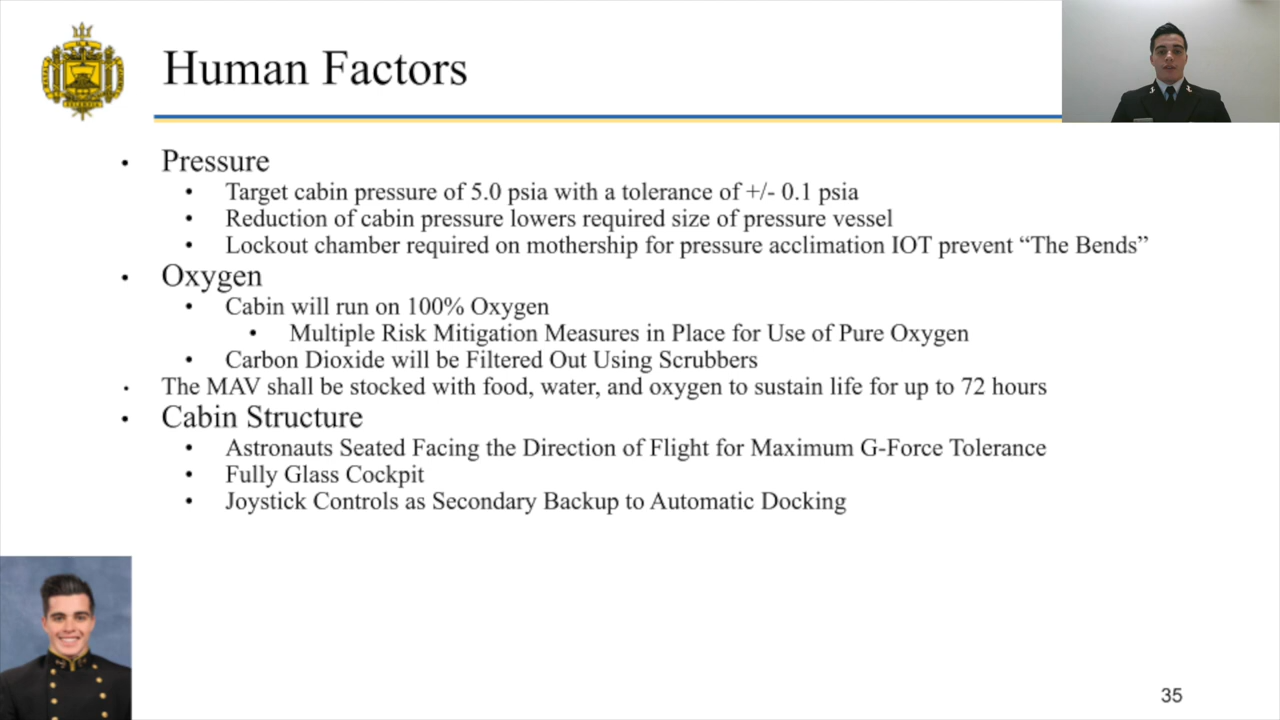 Human Factors
• Pressure
• Target cabin pressure of 5.0 psia with a tolerance of +/- 0.1 psia
• Reduction of cabin pressure lowers required size of pressure vessel
• Lockout chamber required on mothership for pressure acclimation IOT prevent “The Bends”
• Oxygen
• Cabin will run on 100% Oxygen
• Multiple Risk Mitigation Measures in Place for Use of Pure Oxygen
• Carbon Dioxide will be Filtered Out Using Scrubbers
• The MAV shall be stocked with food, water, and oxygen to sustain life for up to 72 hours
• Cabin Structure
• Astronauts Seated Facing the Direction of Flight for Maximum G-Force Tolerance
• Fully Glass Cockpit
• Joystick Controls as Secondary Backup to Automatic Docking
35